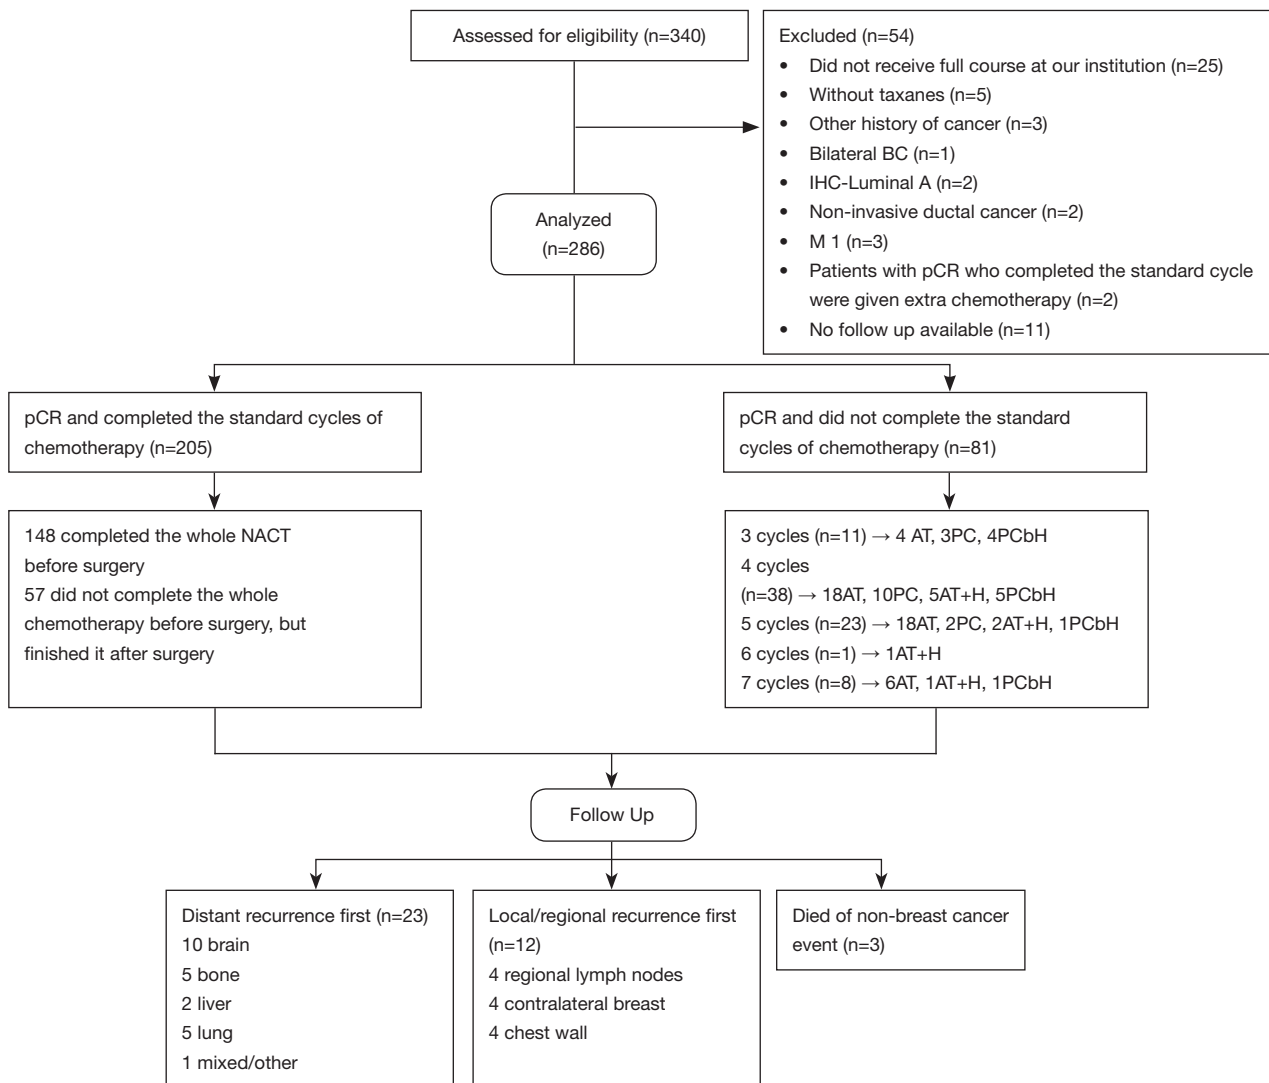 Assessed for eligibility (n=340)
Excluded (n=54)
• Did not receive full course at our institution (n=25)
• Without taxanes (n=5)
• Other history of cancer (n=3)
• Bilateral BC (n=1)
• IHC-Luminal A (n=2)
• Non-invasive ductal cancer (n=2)
• M 1 (n=3)
• Patients with pCR who completed the standard cycle
were given extra chemotherapy (n=2)
• No follow up available (n=11)
Analyzed
(n=286)
pCR and completed the standard cycles of
chemotherapy (n=205)
pCR and did not complete the standard
cycles of chemotherapy (n=81)
148 completed the whole NACT
before surgery
57 did not complete the whole
chemotherapy before surgery, but
finished it after surgery
3 cycles (n=11) → 4 AT, 3PC, 4PCbH
4 cycles
(n=38) → 18AT, 10PC, 5AT+H, 5PCbH
5 cycles (n=23) → 18AT, 2PC, 2AT+H, 1PCbH
6 cycles (n=1) → 1AT+H
7 cycles (n=8) → 6AT, 1AT+H, 1PCbH
Follow Up
Distant recurrence first (n=23)
10 brain
5 bone
2 liver
5 lung
1 mixed/other
Local/regional recurrence first
(n=12)
4 regional lymph nodes
4 contralateral breast
4 chest wall
Died of non-breast cancer
event (n=3)